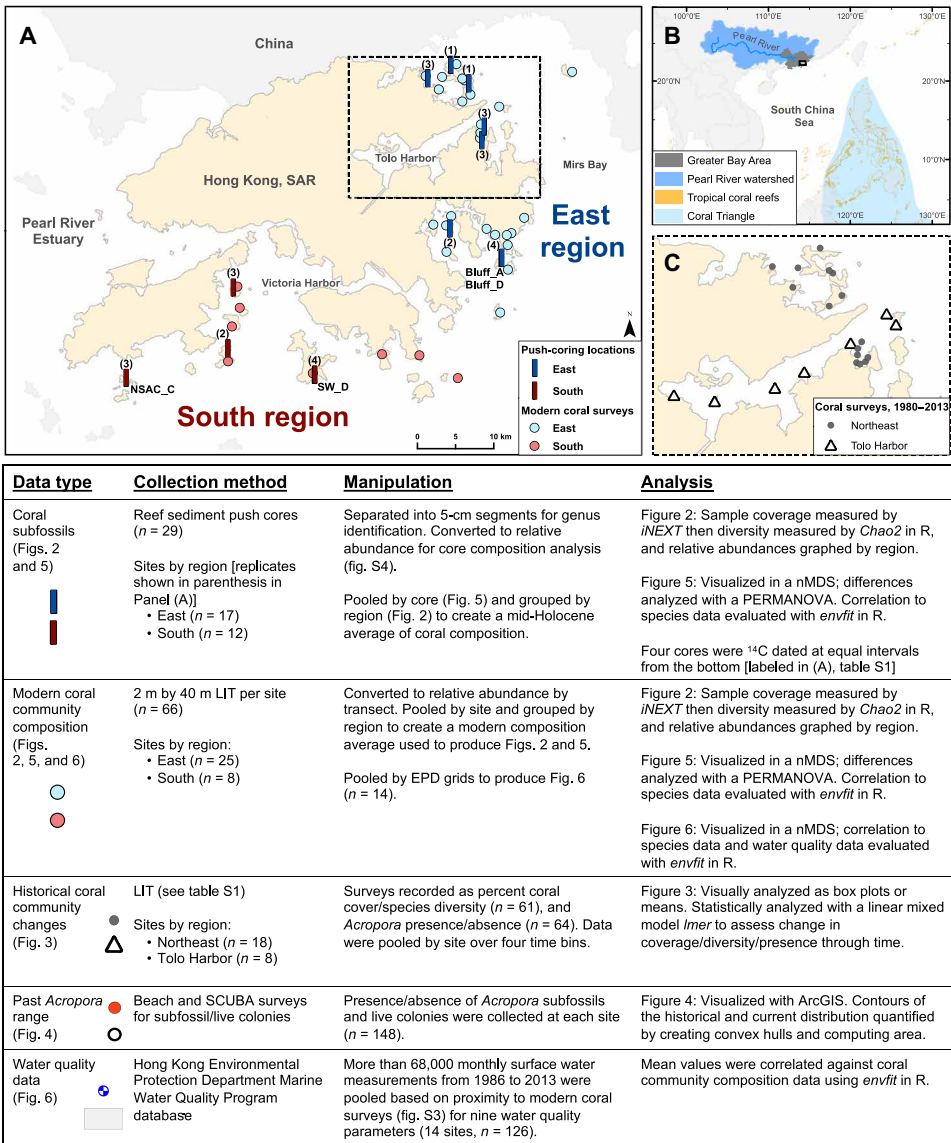 A
China
(1)
(3)
(1)
(3)
(3)
Tolo Harbor
Mirs Bay
Hong Kong, SAR
Pearl River
Estuary
East
region
(2)
(4)
Bluff_A
Bluff_D
(3)
Victoria Harbor
(2)
(3)
NSAC_C
(4)
SW_D
South region
N
Push-coring locations
East
South
Modern coral surveys
East
South
0 5 10 km
B
100°0'E 110°0'E 120°0'E 130°0'E
Pearl River
20°0'N
20°0'N
South China
Sea
10°0'N
10°0'N
Greater Bay Area
Pearl River watershed
Tropical coral reefs
Coral Triangle
120°0'E 130°0'E
C
Coral surveys, 1980–2013
Northeast
Tolo Harbor
Data type Collection method Manipulation Analysis
Coral
subfossils
(Figs. 2
and 5)
Reef sediment push cores
(n = 29)
Sites by region [replicates
shown in parenthesis in
Panel (A)]
• East (n = 17)
• South (n = 12)
Separated into 5-cm segments for genus
identification. Converted to relative
abundance for core composition analysis
(fig. S4).
Pooled by core (Fig. 5) and grouped by
region (Fig. 2) to create a mid-Holocene
average of coral composition.
Figure 2: Sample coverage measured by
iNEXT then diversity measured by Chao2 in R,
and relative abundances graphed by region.
Figure 5: Visualized in a nMDS; differences
analyzed with a PERMANOVA. Correlation to
species data evaluated with envfit in R.
Four cores were ¹⁴C dated at equal intervals
from the bottom [labeled in (A), table S1]
Modern coral
community
composition
(Figs.
2, 5, and 6)
2 m by 40 m LIT per site
(n = 66)
Sites by region:
• East (n = 25)
• South (n = 8)
Converted to relative abundance by
transect. Pooled by site and grouped by
region to create a modern composition
average used to produce Figs. 2 and 5.
Pooled by EPD grids to produce Fig. 6
(n = 14).
Figure 2: Sample coverage measured by
iNEXT then diversity measured by Chao2 in R,
and relative abundances graphed by region.
Figure 5: Visualized in a nMDS; differences
analyzed with a PERMANOVA. Correlation to
species data evaluated with envfit in R.
Figure 6: Visualized in a nMDS; correlation to
species data and water quality data evaluated
with envfit in R.
Historical coral
community
changes
(Fig. 3)
LIT (see table S1)
Sites by region:
• Northeast (n = 18)
• Tolo Harbor (n = 8)
Surveys recorded as percent coral
cover/species diversity (n = 61), and
Acropora presence/absence (n = 64). Data
were pooled by site over four time bins.
Figure 3: Visually analyzed as box plots or
means. Statistically analyzed with a linear mixed
model lmer to assess change in
coverage/diversity/presence through time.
Past Acropora
range
(Fig. 4)
Beach and SCUBA surveys
for subfossil/live colonies
Presence/absence of Acropora subfossils
and live colonies were collected at each site
(n = 148).
Figure 4: Visualized with ArcGIS. Contours of
the historical and current distribution quantified
by creating convex hulls and computing area.
Water quality
data
(Fig. 6)
Hong Kong Environmental
Protection Department Marine
Water Quality Program
database
More than 68,000 monthly surface water
measurements from 1986 to 2013 were
pooled based on proximity to modern coral
surveys (fig. S3) for nine water quality
parameters (14 sites, n = 126).
Mean values were correlated against coral
community composition data using envfit in R.